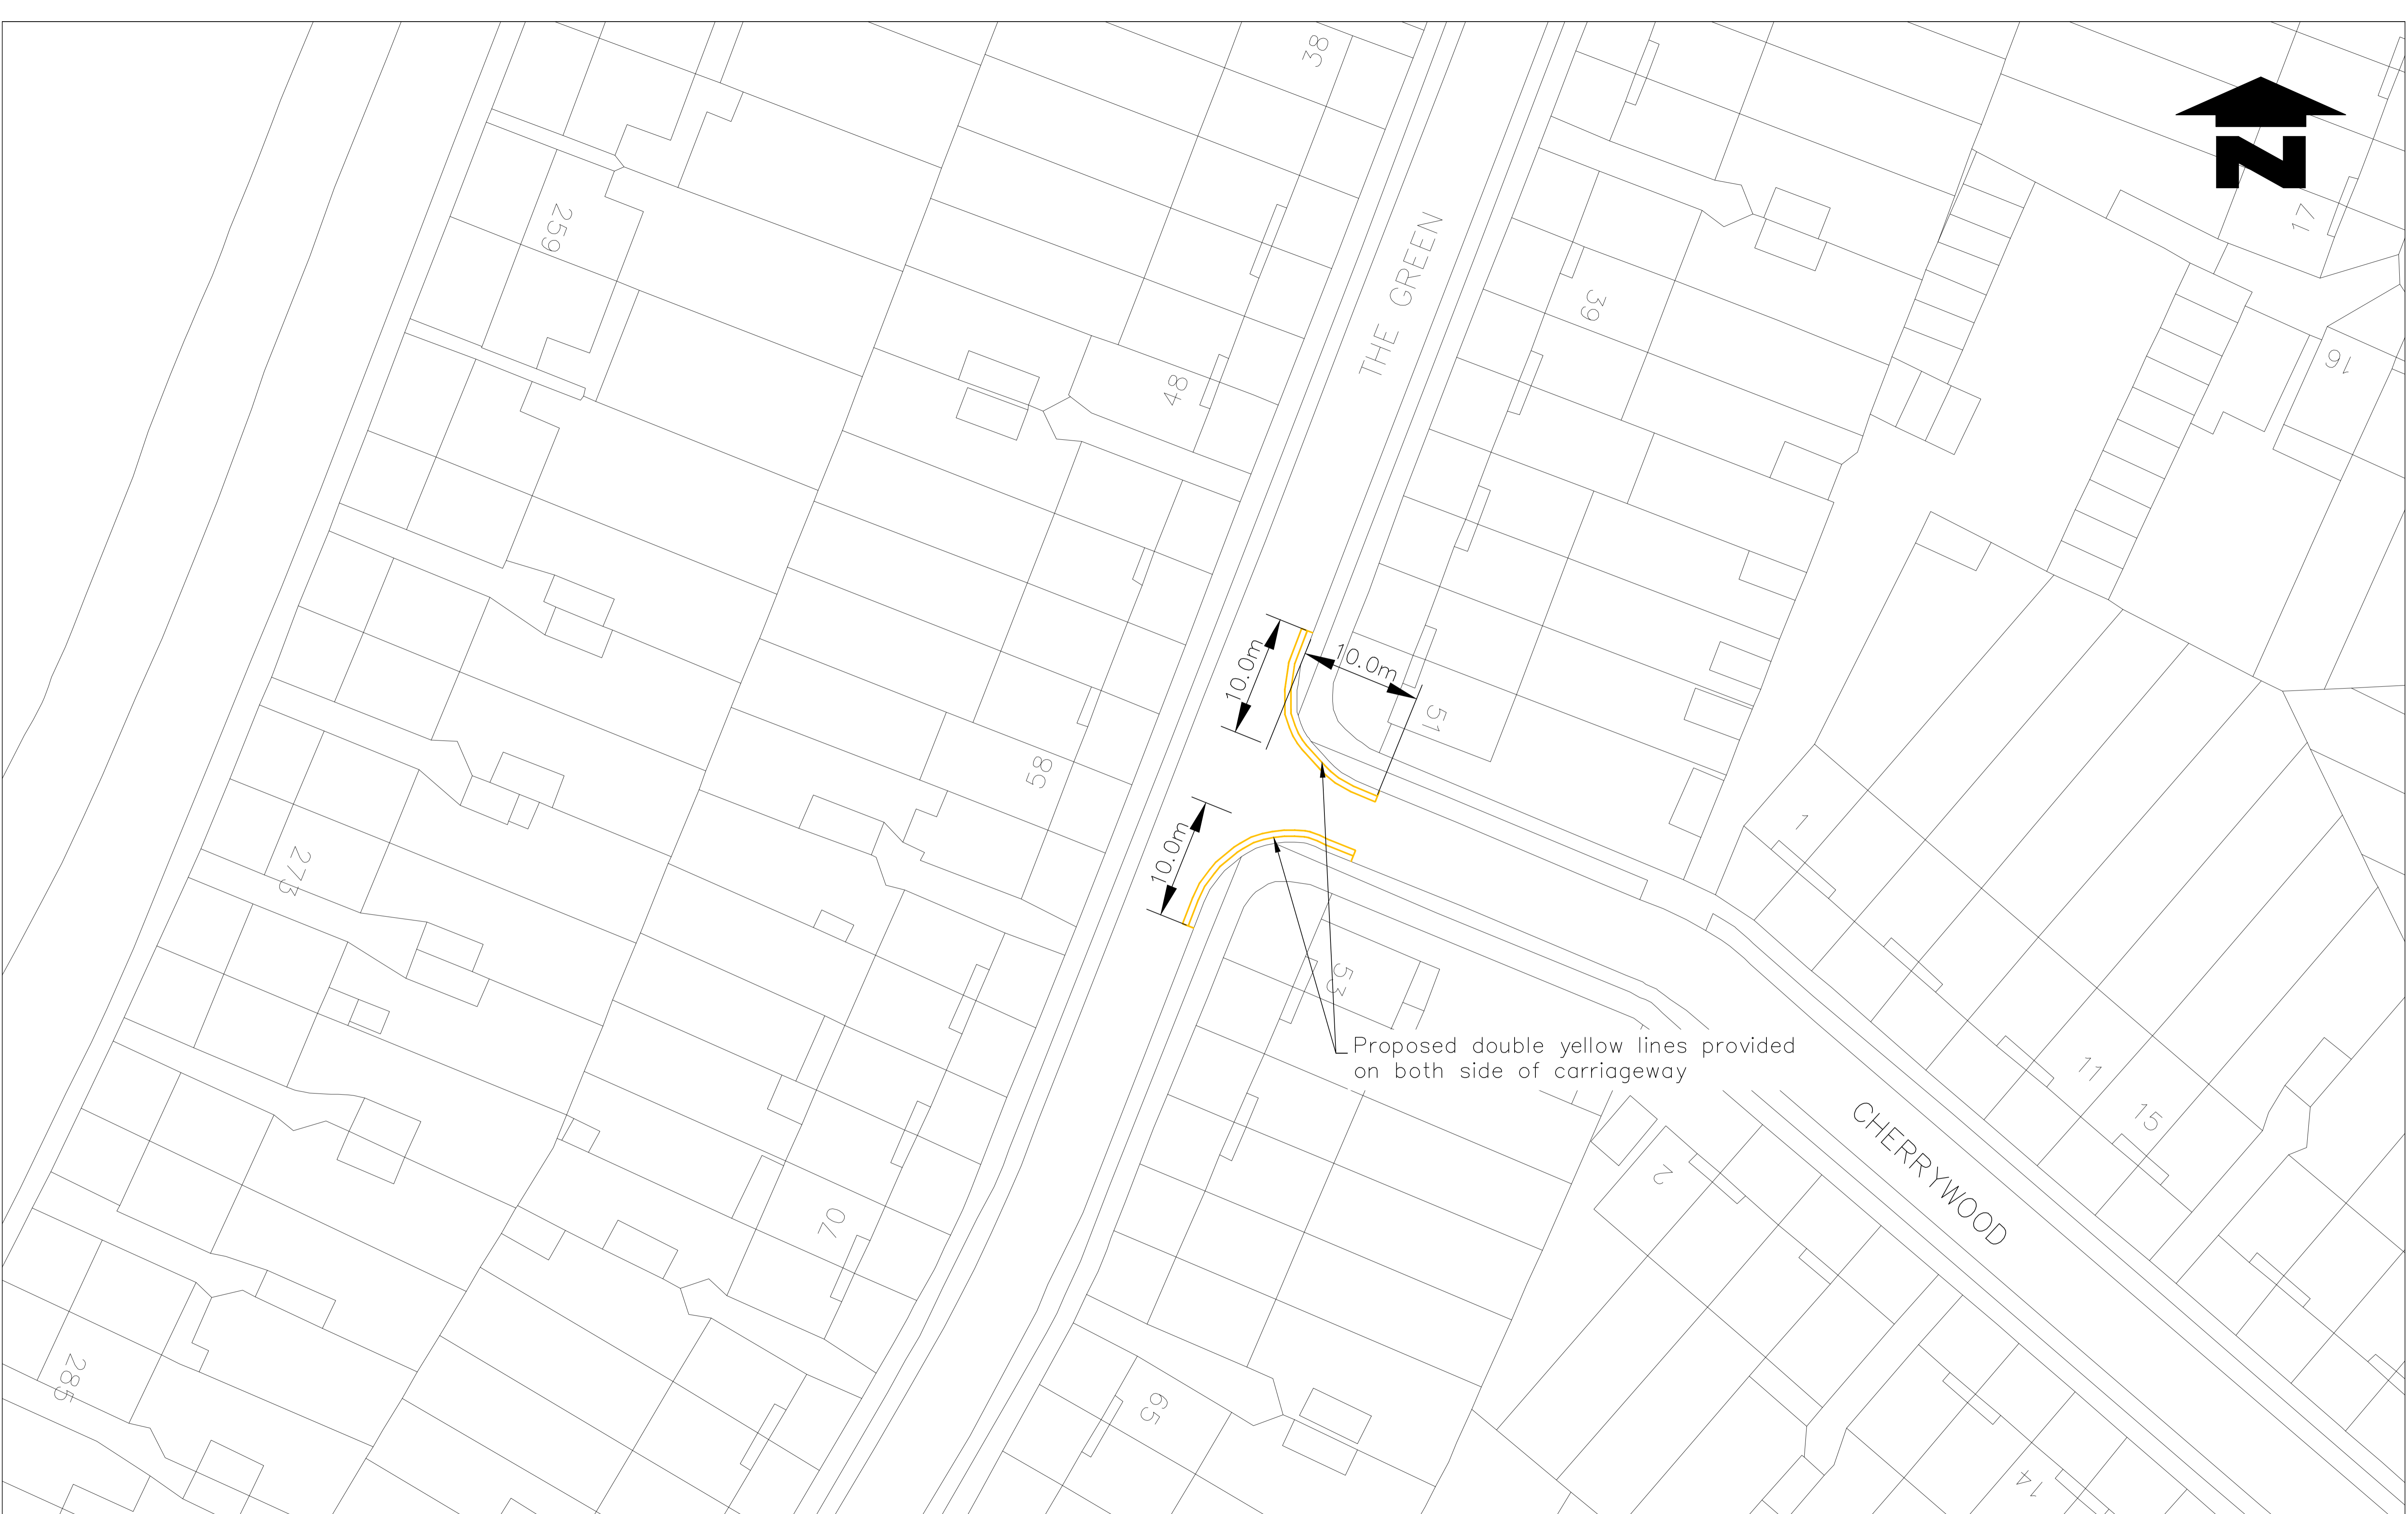 38
N
17
259
THE GREEN
39
16
48
10.0m
10.0m
51
58
10.0m
1
273
53
Proposed double yellow lines provided
on both side of carriageway
11
15
CHERRYWOOD
2
70
285
65
14